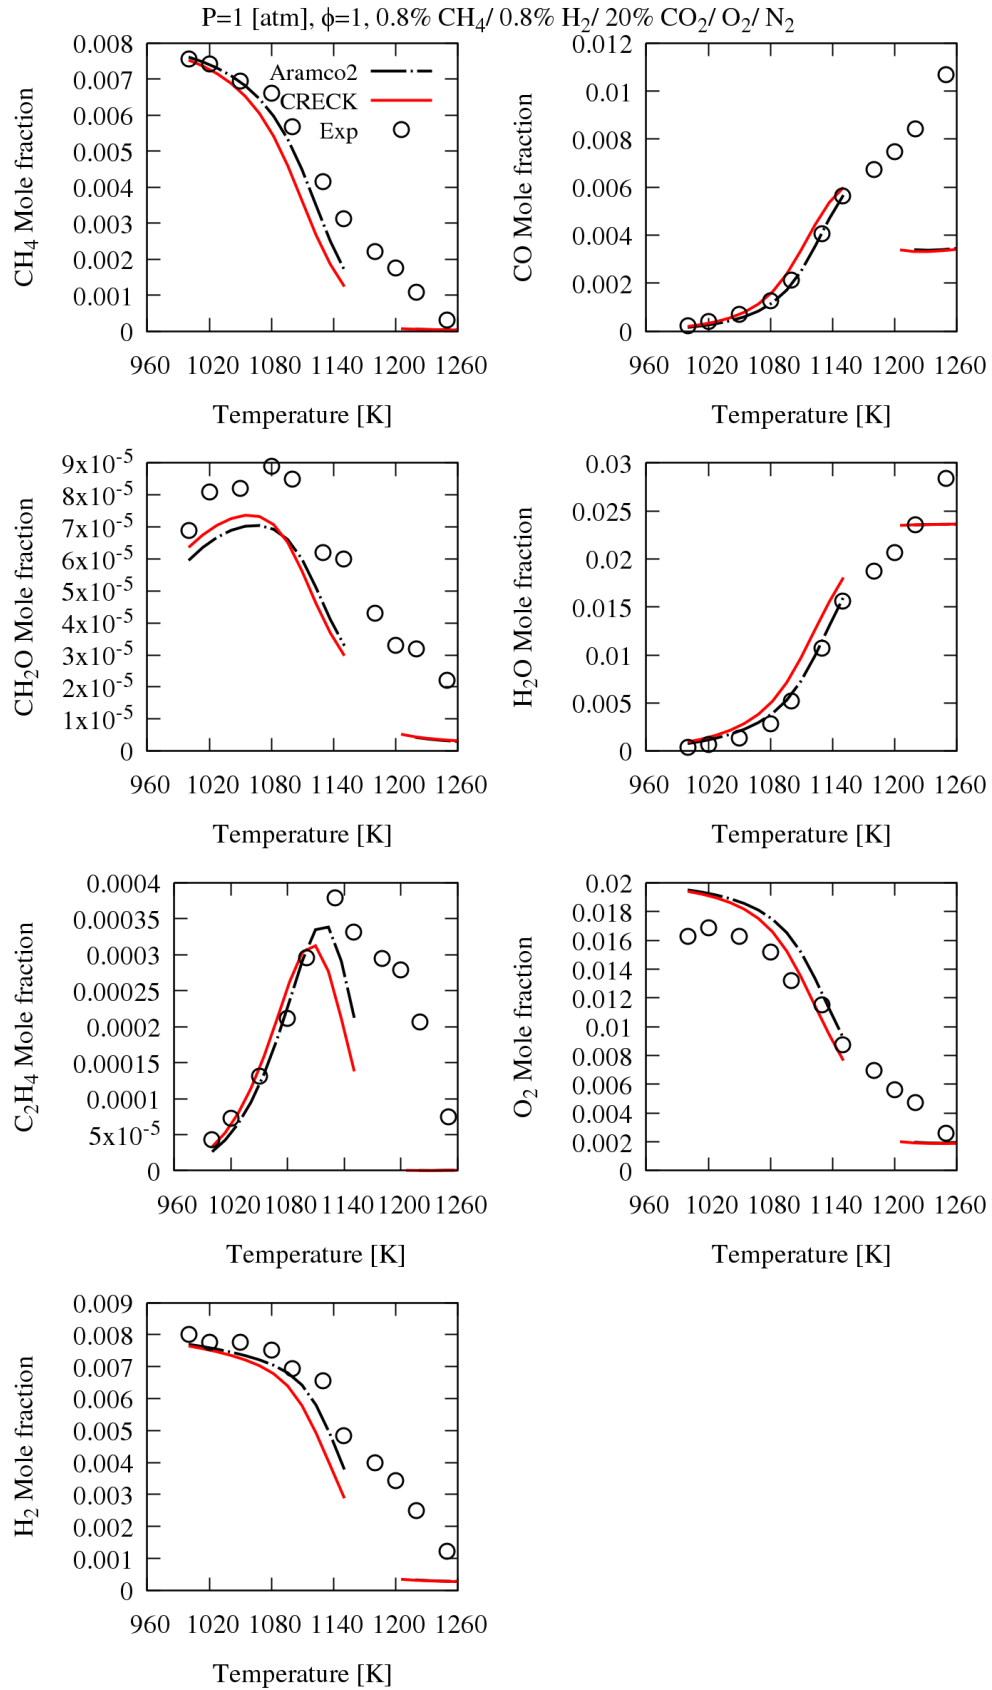 P=1 [atm], ϕ=1, 0.8% CH₄/ 0.8% H₂/ 20% CO₂/ O₂/ N₂
CH₄ Mole fraction
0.008
0.007
0.006
0.005
0.004
0.003
0.002
0.001
0
Aramco2
CRECK
Exp
960 1020 1080 1140 1200 1260
Temperature [K]
CO Mole fraction
0.012
0.01
0.008
0.006
0.004
0.002
0
960 1020 1080 1140 1200 1260
Temperature [K]
CH₂O Mole fraction
9x10⁻⁵
8x10⁻⁵
7x10⁻⁵
6x10⁻⁵
5x10⁻⁵
4x10⁻⁵
3x10⁻⁵
2x10⁻⁵
1x10⁻⁵
0
960 1020 1080 1140 1200 1260
Temperature [K]
H₂O Mole fraction
0.03
0.025
0.02
0.015
0.01
0.005
0
960 1020 1080 1140 1200 1260
Temperature [K]
C₂H₄ Mole fraction
0.0004
0.00035
0.0003
0.00025
0.0002
0.00015
0.0001
5x10⁻⁵
0
960 1020 1080 1140 1200 1260
Temperature [K]
O₂ Mole fraction
0.02
0.018
0.016
0.014
0.012
0.01
0.008
0.006
0.004
0.002
0
960 1020 1080 1140 1200 1260
Temperature [K]
H₂ Mole fraction
0.009
0.008
0.007
0.006
0.005
0.004
0.003
0.002
0.001
0
960 1020 1080 1140 1200 1260
Temperature [K]